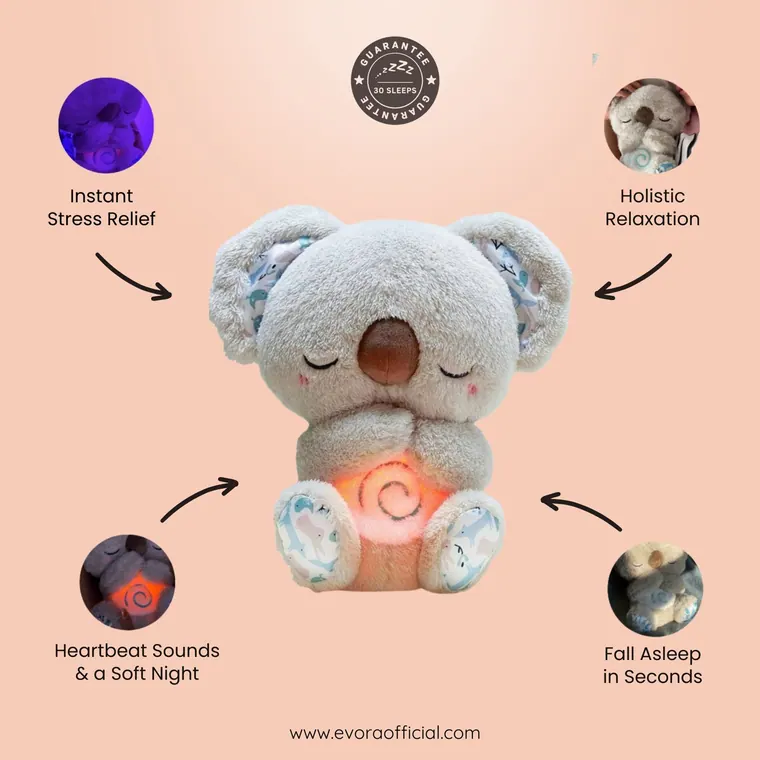 GUARANTEE
zZZZ
30 SLEEPS
GUARANTEE
Instant
Stress Relief
Holistic
Relaxation
Heartbeat Sounds
& a Soft Night
Fall Asleep
in Seconds
www.evoraofficial.com